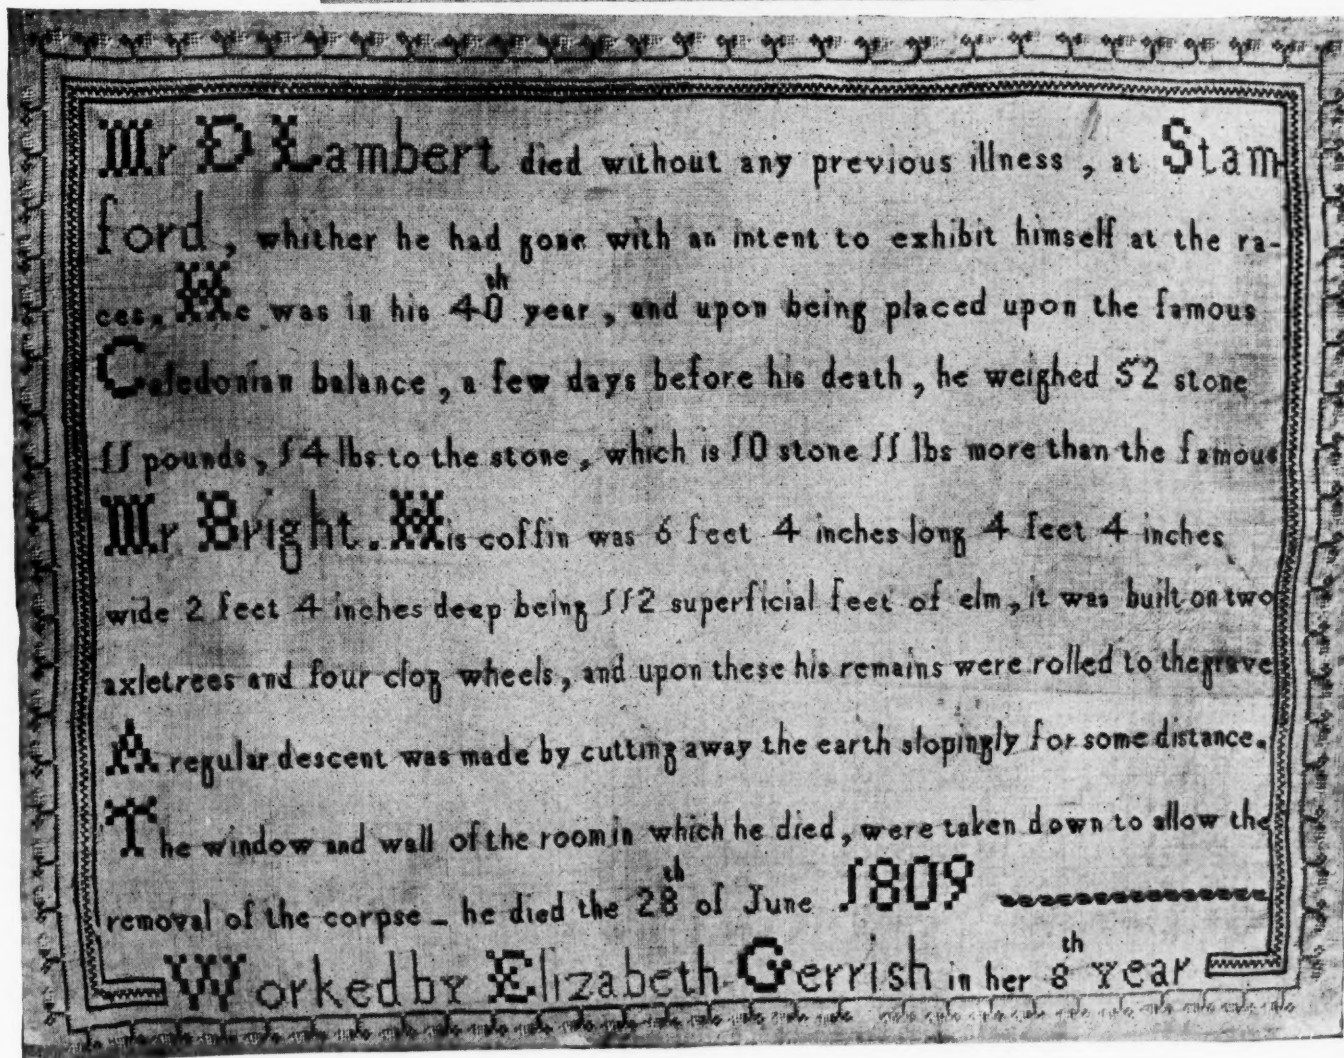 Mr D Lambert died without any previous illness, at Stam
ford, whither he had gone with an intent to exhibit himself at the ra-
ces. He was in his 40th year, and upon being placed upon the famous
Caledonian balance, a few days before his death, he weighed 52 stone
11 pounds, 14 lbs to the stone, which is 10 stone 11 lbs more than the famous
Mr Bright. His coffin was 6 feet 4 inches long 4 feet 4 inches
wide 2 feet 4 inches deep being 112 superficial feet of elm, it was built on two
axletrees and four clog wheels, and upon these his remains were rolled to the grave
A regular descent was made by cutting away the earth slopingly for some distance.
The window and wall of the room in which he died, were taken down to allow the
removal of the corpse – he died the 28th of June 1809
Worked by Elizabeth Gerrish in her 8th Year